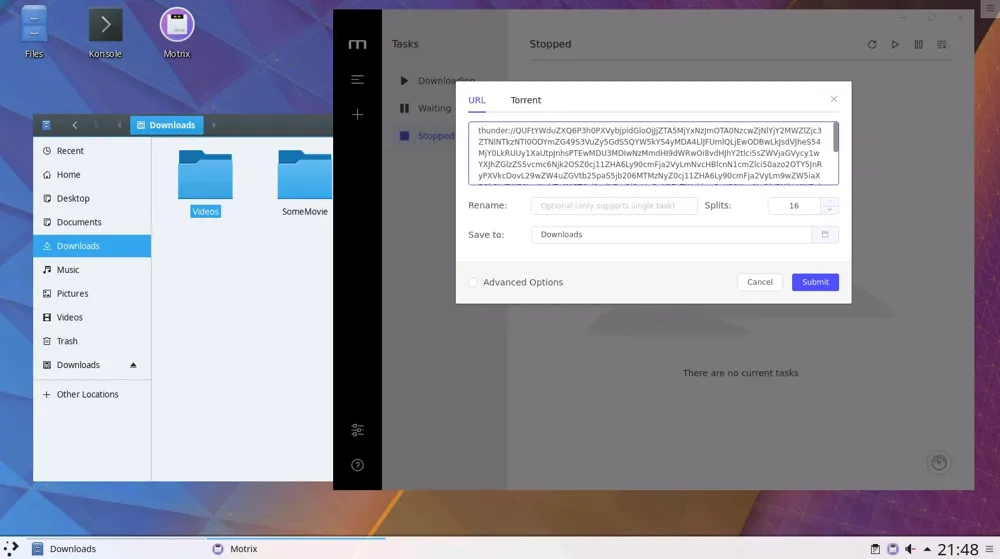 Files
Konsole
Motrix
Downloads
Recent
Home
Desktop
Documents
Downloads
Music
Pictures
Videos
Trash
Downloads
Other Locations
Videos
SomeMovie
m
Tasks
Downloading
Waiting
Stopped
Stopped
URL
Torrent
thunder://
Rename:
Optional (only supports single task)
Splits:
16
Save to:
Downloads
Advanced Options
Cancel
Submit
There are no current tasks
Downloads
Motrix
21:48